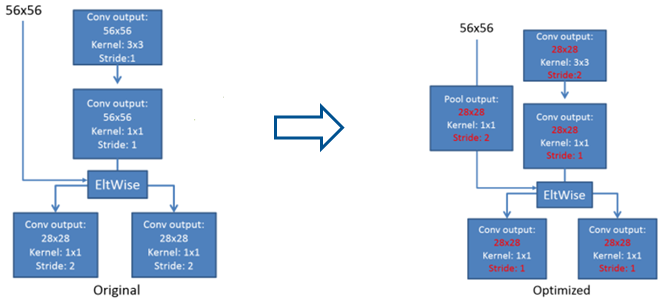 56x56
Conv output:
56x56
Kernel: 3x3
Stride:1
Conv output:
56x56
Kernel: 1x1
Stride: 1
EltWise
Conv output:
28x28
Kernel: 1x1
Stride: 2
Conv output:
28x28
Kernel: 1x1
Stride: 2
Original
56x56
Conv output:
28x28
Kernel: 3x3
Stride:2
Pool output:
28x28
Kernel: 1x1
Stride: 2
Conv output:
28x28
Kernel: 1x1
Stride: 1
EltWise
Conv output:
28x28
Kernel: 1x1
Stride: 1
Conv output:
28x28
Kernel: 1x1
Stride: 1
Optimized